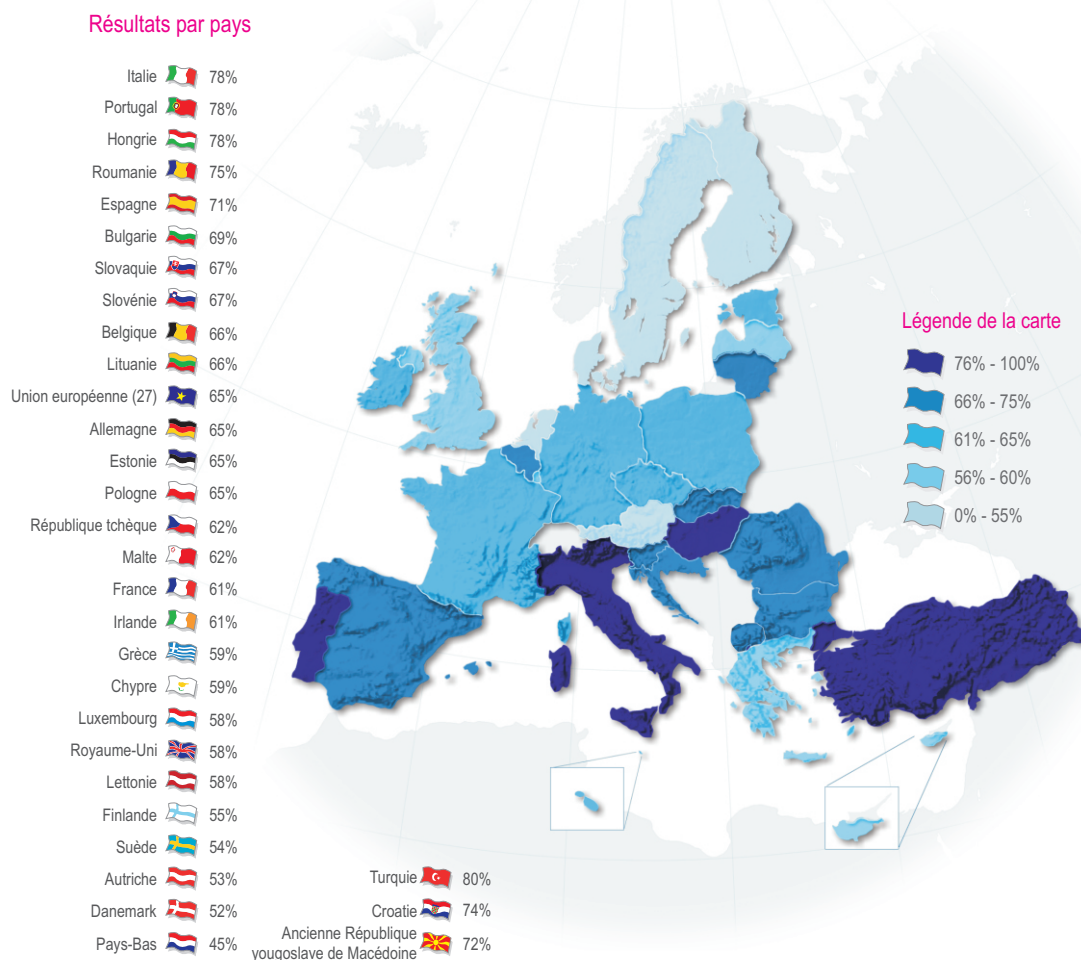 Résultats par pays
Italie 78%
Portugal 78%
Hongrie 78%
Roumanie 75%
Espagne 71%
Bulgarie 69%
Slovaquie 67%
Slovénie 67%
Belgique 66%
Lituanie 66%
Union européenne (27) 65%
Allemagne 65%
Estonie 65%
Pologne 65%
République tchèque 62%
Malte 62%
France 61%
Irlande 61%
Grèce 59%
Chypre 59%
Luxembourg 58%
Royaume-Uni 58%
Lettonie 58%
Finlande 55%
Suède 54%
Autriche 53%
Danemark 52%
Pays-Bas 45%
Turquie 80%
Croatie 74%
Ancienne République
yougoslave de Macédoine 72%
Légende de la carte
76% - 100%
66% - 75%
61% - 65%
56% - 60%
0% - 55%